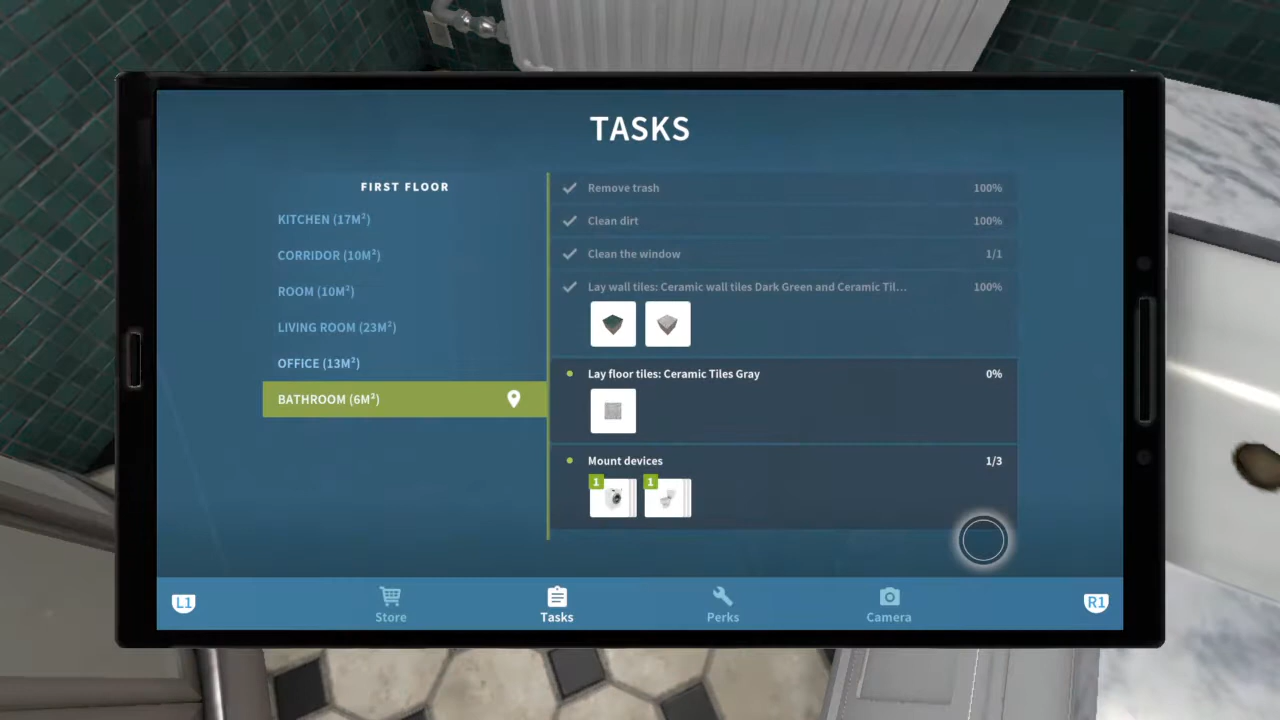 TASKS
FIRST FLOOR
KITCHEN (17M²)
CORRIDOR (10M²)
ROOM (10M²)
LIVING ROOM (23M²)
OFFICE (13M²)
BATHROOM (6M²)
Remove trash 100%
Clean dirt 100%
Clean the window 1/1
Lay wall tiles: Ceramic wall tiles Dark Green and Ceramic Til... 100%
Lay floor tiles: Ceramic Tiles Gray 0%
Mount devices 1/3
1 1
L1 Store Tasks Perks Camera R1